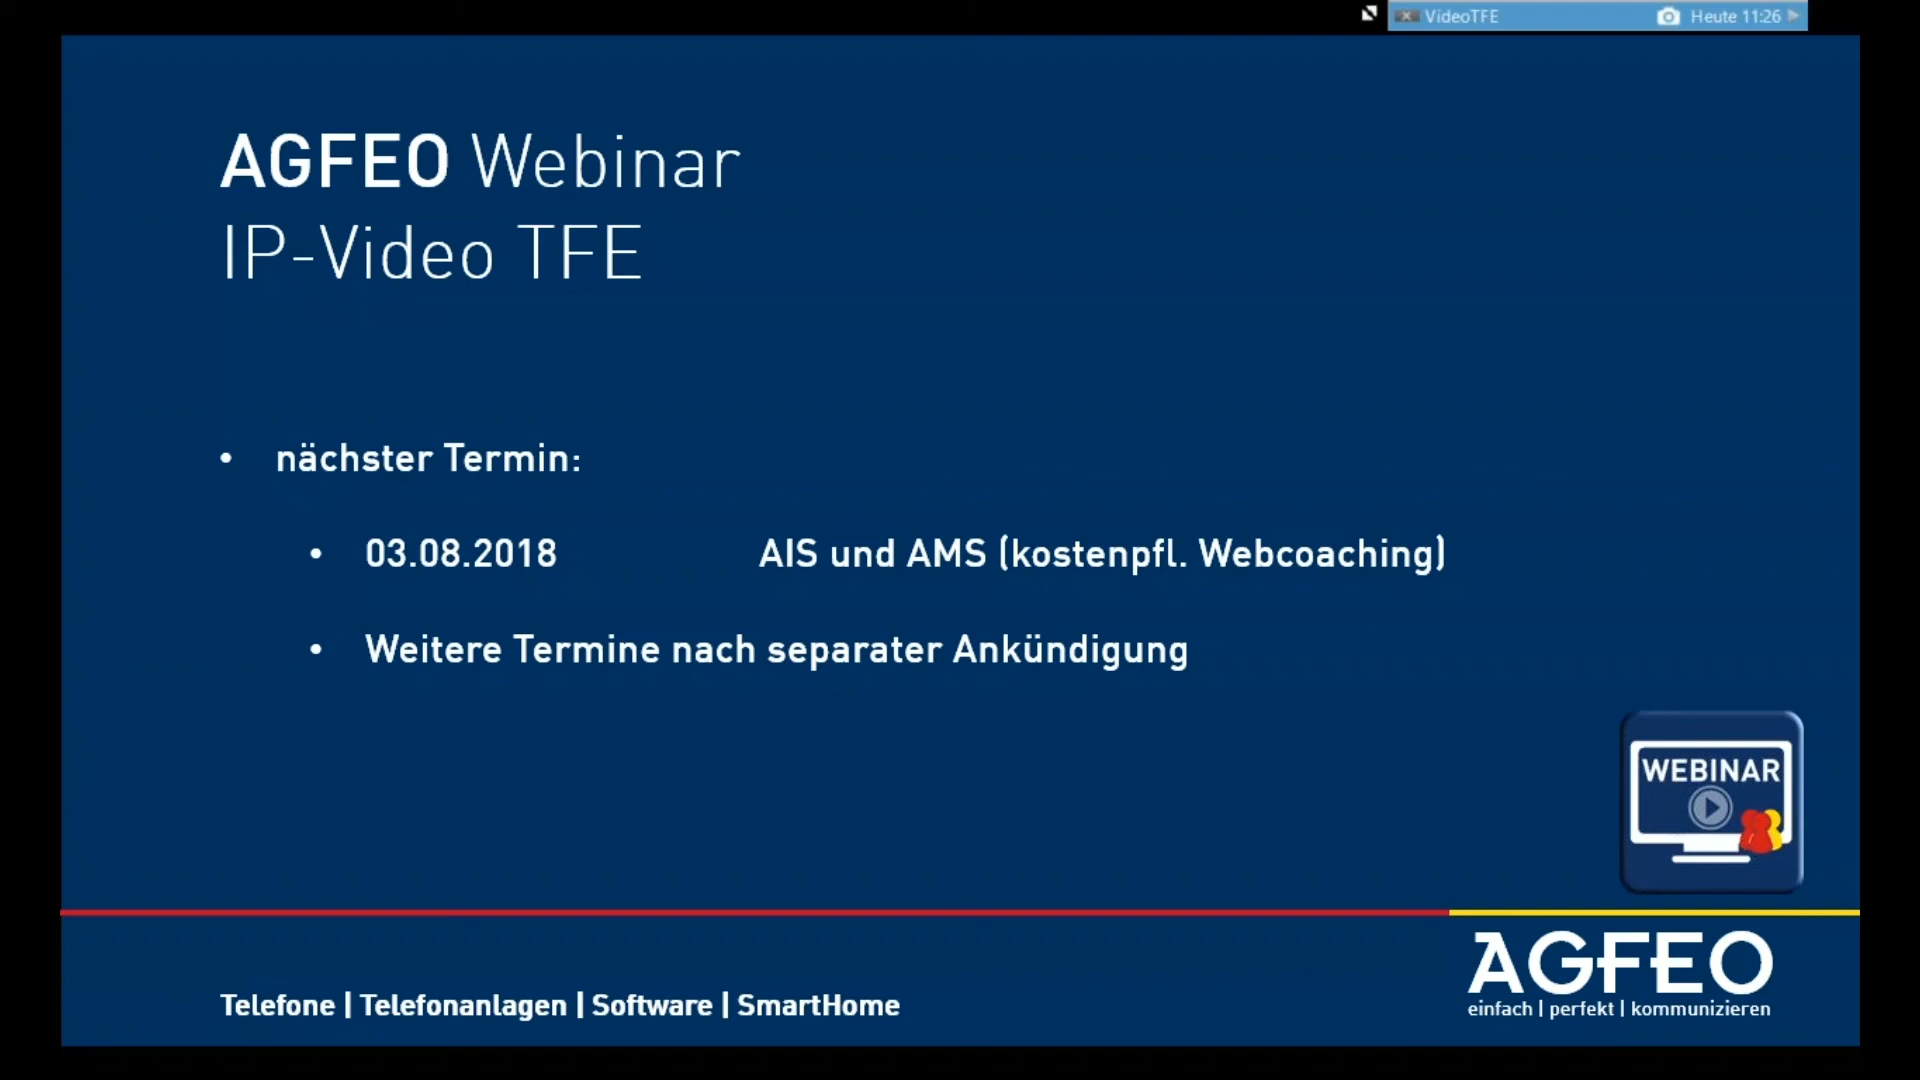 VideoTFE Heute 11:26
AGFEO Webinar
IP-Video TFE
• nächster Termin:
• 03.08.2018 AIS und AMS (kostenpfl. Webcoaching)
• Weitere Termine nach separater Ankündigung
WEBINAR
AGFEO
einfach | perfekt | kommunizieren
Telefone | Telefonanlagen | Software | SmartHome